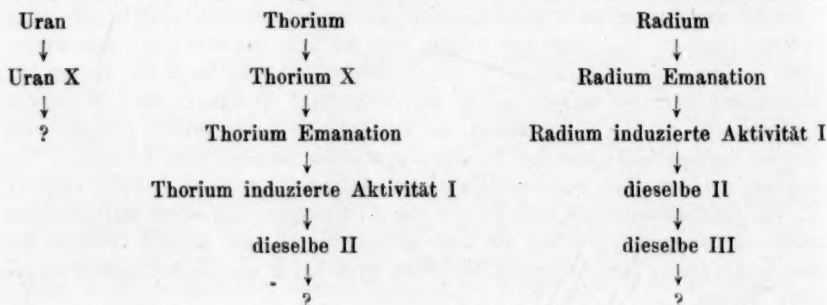 Uran Thorium Radium
↓ ↓ ↓
Uran X Thorium X Radium Emanation
↓ ↓ ↓
? Thorium Emanation Radium induzierte Aktivität I
↓ ↓
Thorium induzierte Aktivität I dieselbe II
↓ ↓
dieselbe II dieselbe III
↓ ↓
? ?